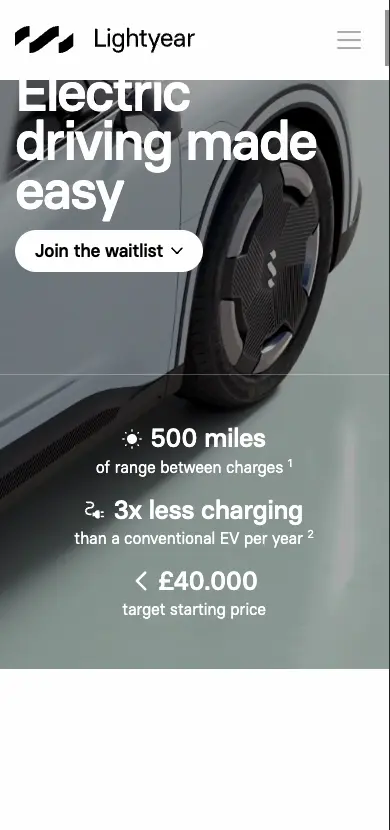 Lightyear
Electric
driving made
easy
Join the waitlist
500 miles
of range between charges ¹
3x less charging
than a conventional EV per year ²
< £40.000
target starting price